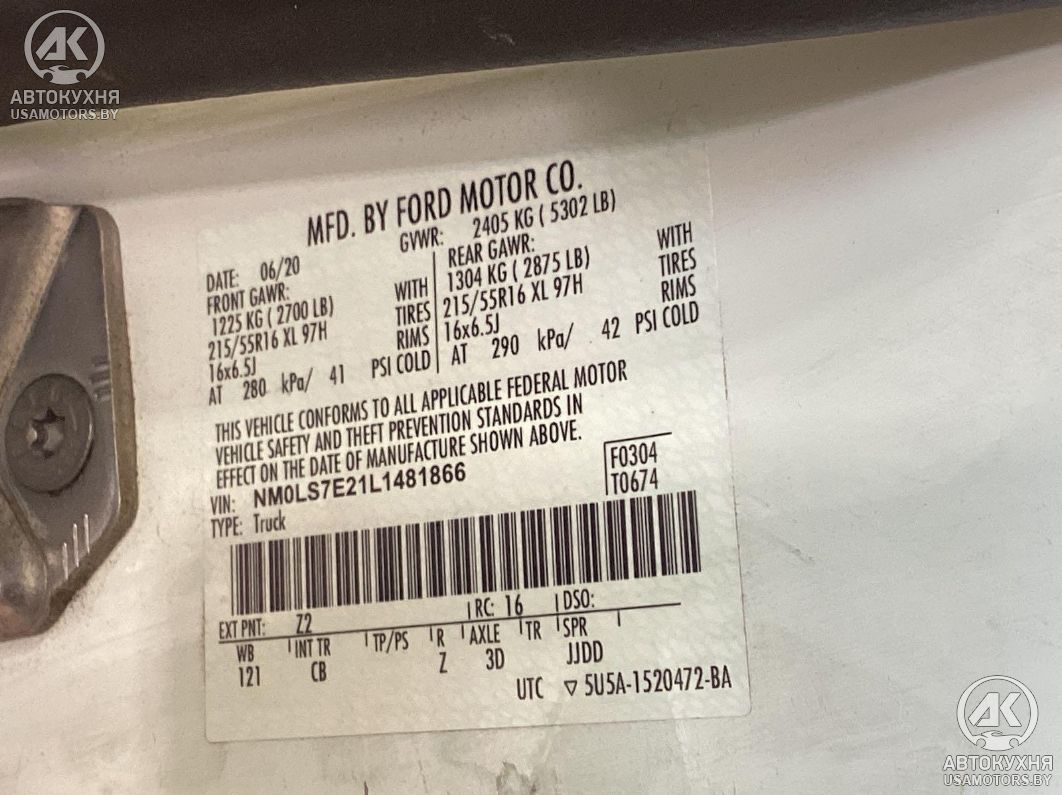 АК
АВТОКУХНЯ
USAMOTORS.BY
MFD. BY FORD MOTOR CO.
GVWR: 2405 KG ( 5302 LB)
DATE: 06/20
FRONT GAWR:
1225 KG ( 2700 LB) WITH
215/55R16 XL 97H TIRES
16x6.5J RIMS
AT 280 kPa/ 41 PSI COLD
REAR GAWR: WITH
1304 KG ( 2875 LB) TIRES
215/55R16 XL 97H RIMS
16x6.5J
AT 290 kPa/ 42 PSI COLD
THIS VEHICLE CONFORMS TO ALL APPLICABLE FEDERAL MOTOR
VEHICLE SAFETY AND THEFT PREVENTION STANDARDS IN
EFFECT ON THE DATE OF MANUFACTURE SHOWN ABOVE.
VIN: NM0LS7E21L1481866
F0304
T0674
TYPE: Truck
EXT PNT: Z2 RC: 16 DSO:
WB INT TR TP/PS R AXLE TR SPR
121 CB Z 3D JJDD
UTC ▽ 5U5A-1520472-BA
АК
АВТОКУХНЯ
USAMOTORS.BY